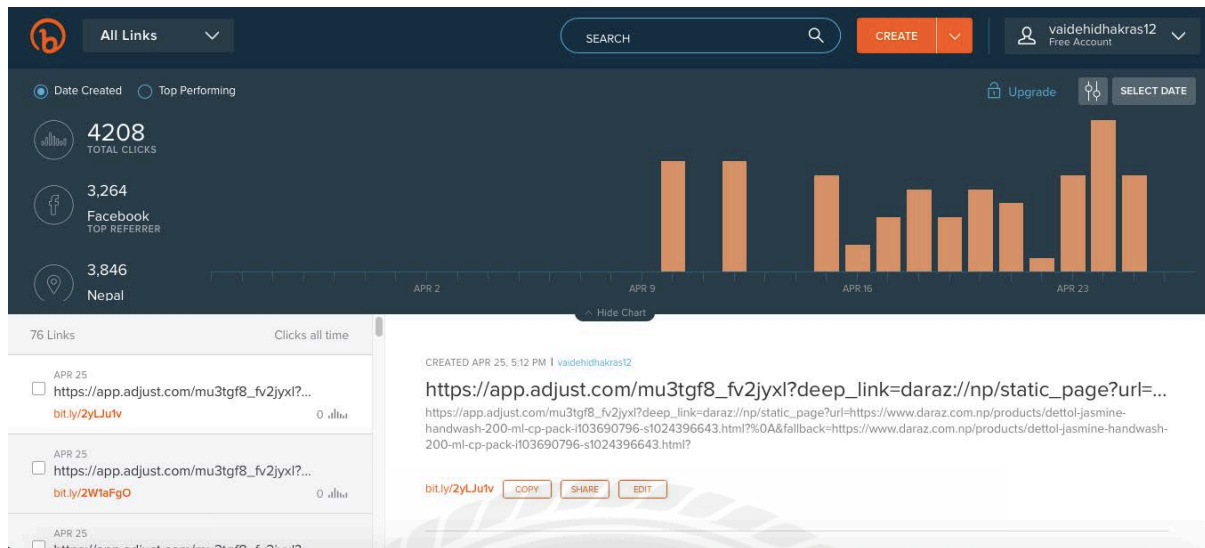 All Links
SEARCH
CREATE
vaidehidhakras12
Free Account
Date Created
Top Performing
Upgrade
SELECT DATE
4208
TOTAL CLICKS
3,264
Facebook
TOP REFERRER
3,846
Nepal
APR 2
APR 9
APR 16
APR 23
Hide Chart
76 Links
Clicks all time
APR 25
https://app.adjust.com/mu3tgf8_fv2jyxl?...
bit.ly/2yLJu1v
0
APR 25
https://app.adjust.com/mu3tgf8_fv2jyxl?...
bit.ly/2W1aFgO
0
APR 25
CREATED APR 25, 5:12 PM | vaidehidhakras12
https://app.adjust.com/mu3tgf8_fv2jyxl?deep_link=daraz://np/static_page?url=...
https://app.adjust.com/mu3tgf8_fv2jyxl?deep_link=daraz://np/static_page?url=https://www.daraz.com.np/products/dettol-jasmine-
handwash-200-ml-cp-pack-i103690796-s1024396643.html?%0A&fallback=https://www.daraz.com.np/products/dettol-jasmine-handwash-
200-ml-cp-pack-i103690796-s1024396643.html?
bit.ly/2yLJu1v
COPY
SHARE
EDIT